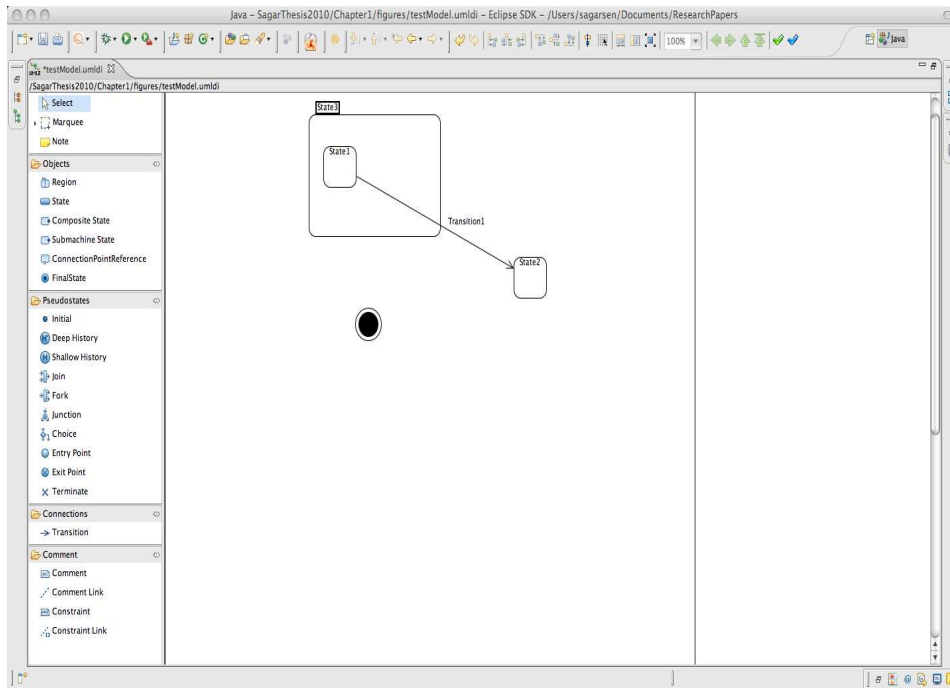 Java – SagarThesis2010/Chapter1/figures/testModel.umldi – Eclipse SDK – /Users/sagarsen/Documents/ResearchPapers
100%
Java
*testModel.umldi
/SagarThesis2010/Chapter1/figures/testModel.umldi
Select
Marquee
Note
Objects
Region
State
Composite State
Submachine State
ConnectionPointReference
FinalState
Pseudostates
Initial
Deep History
Shallow History
Join
Fork
Junction
Choice
Entry Point
Exit Point
Terminate
Connections
Transition
Comment
Comment
Comment Link
Constraint
Constraint Link
State3
State1
Transition1
State2